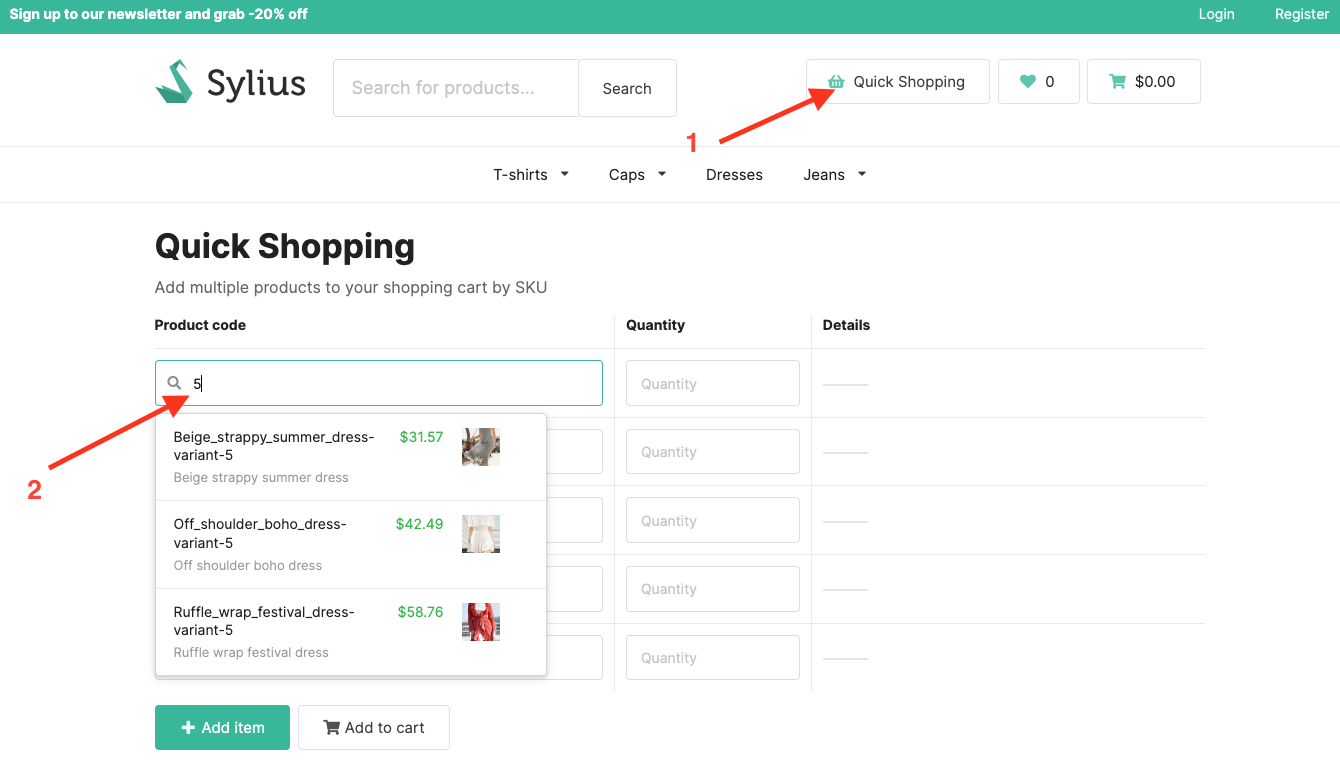 Sign up to our newsletter and grab -20% off
Login
Register
Sylius
Search for products...
Search
Quick Shopping
0
$0.00
1
T-shirts
Caps
Dresses
Jeans
Quick Shopping
Add multiple products to your shopping cart by SKU
Product code
Quantity
Details
5
Quantity
2
Beige_strappy_summer_dress-
variant-5
$31.57
Beige strappy summer dress
Quantity
Off_shoulder_boho_dress-
variant-5
$42.49
Off shoulder boho dress
Quantity
Quantity
Ruffle_wrap_festival_dress-
variant-5
$58.76
Ruffle wrap festival dress
Quantity
Add item
Add to cart